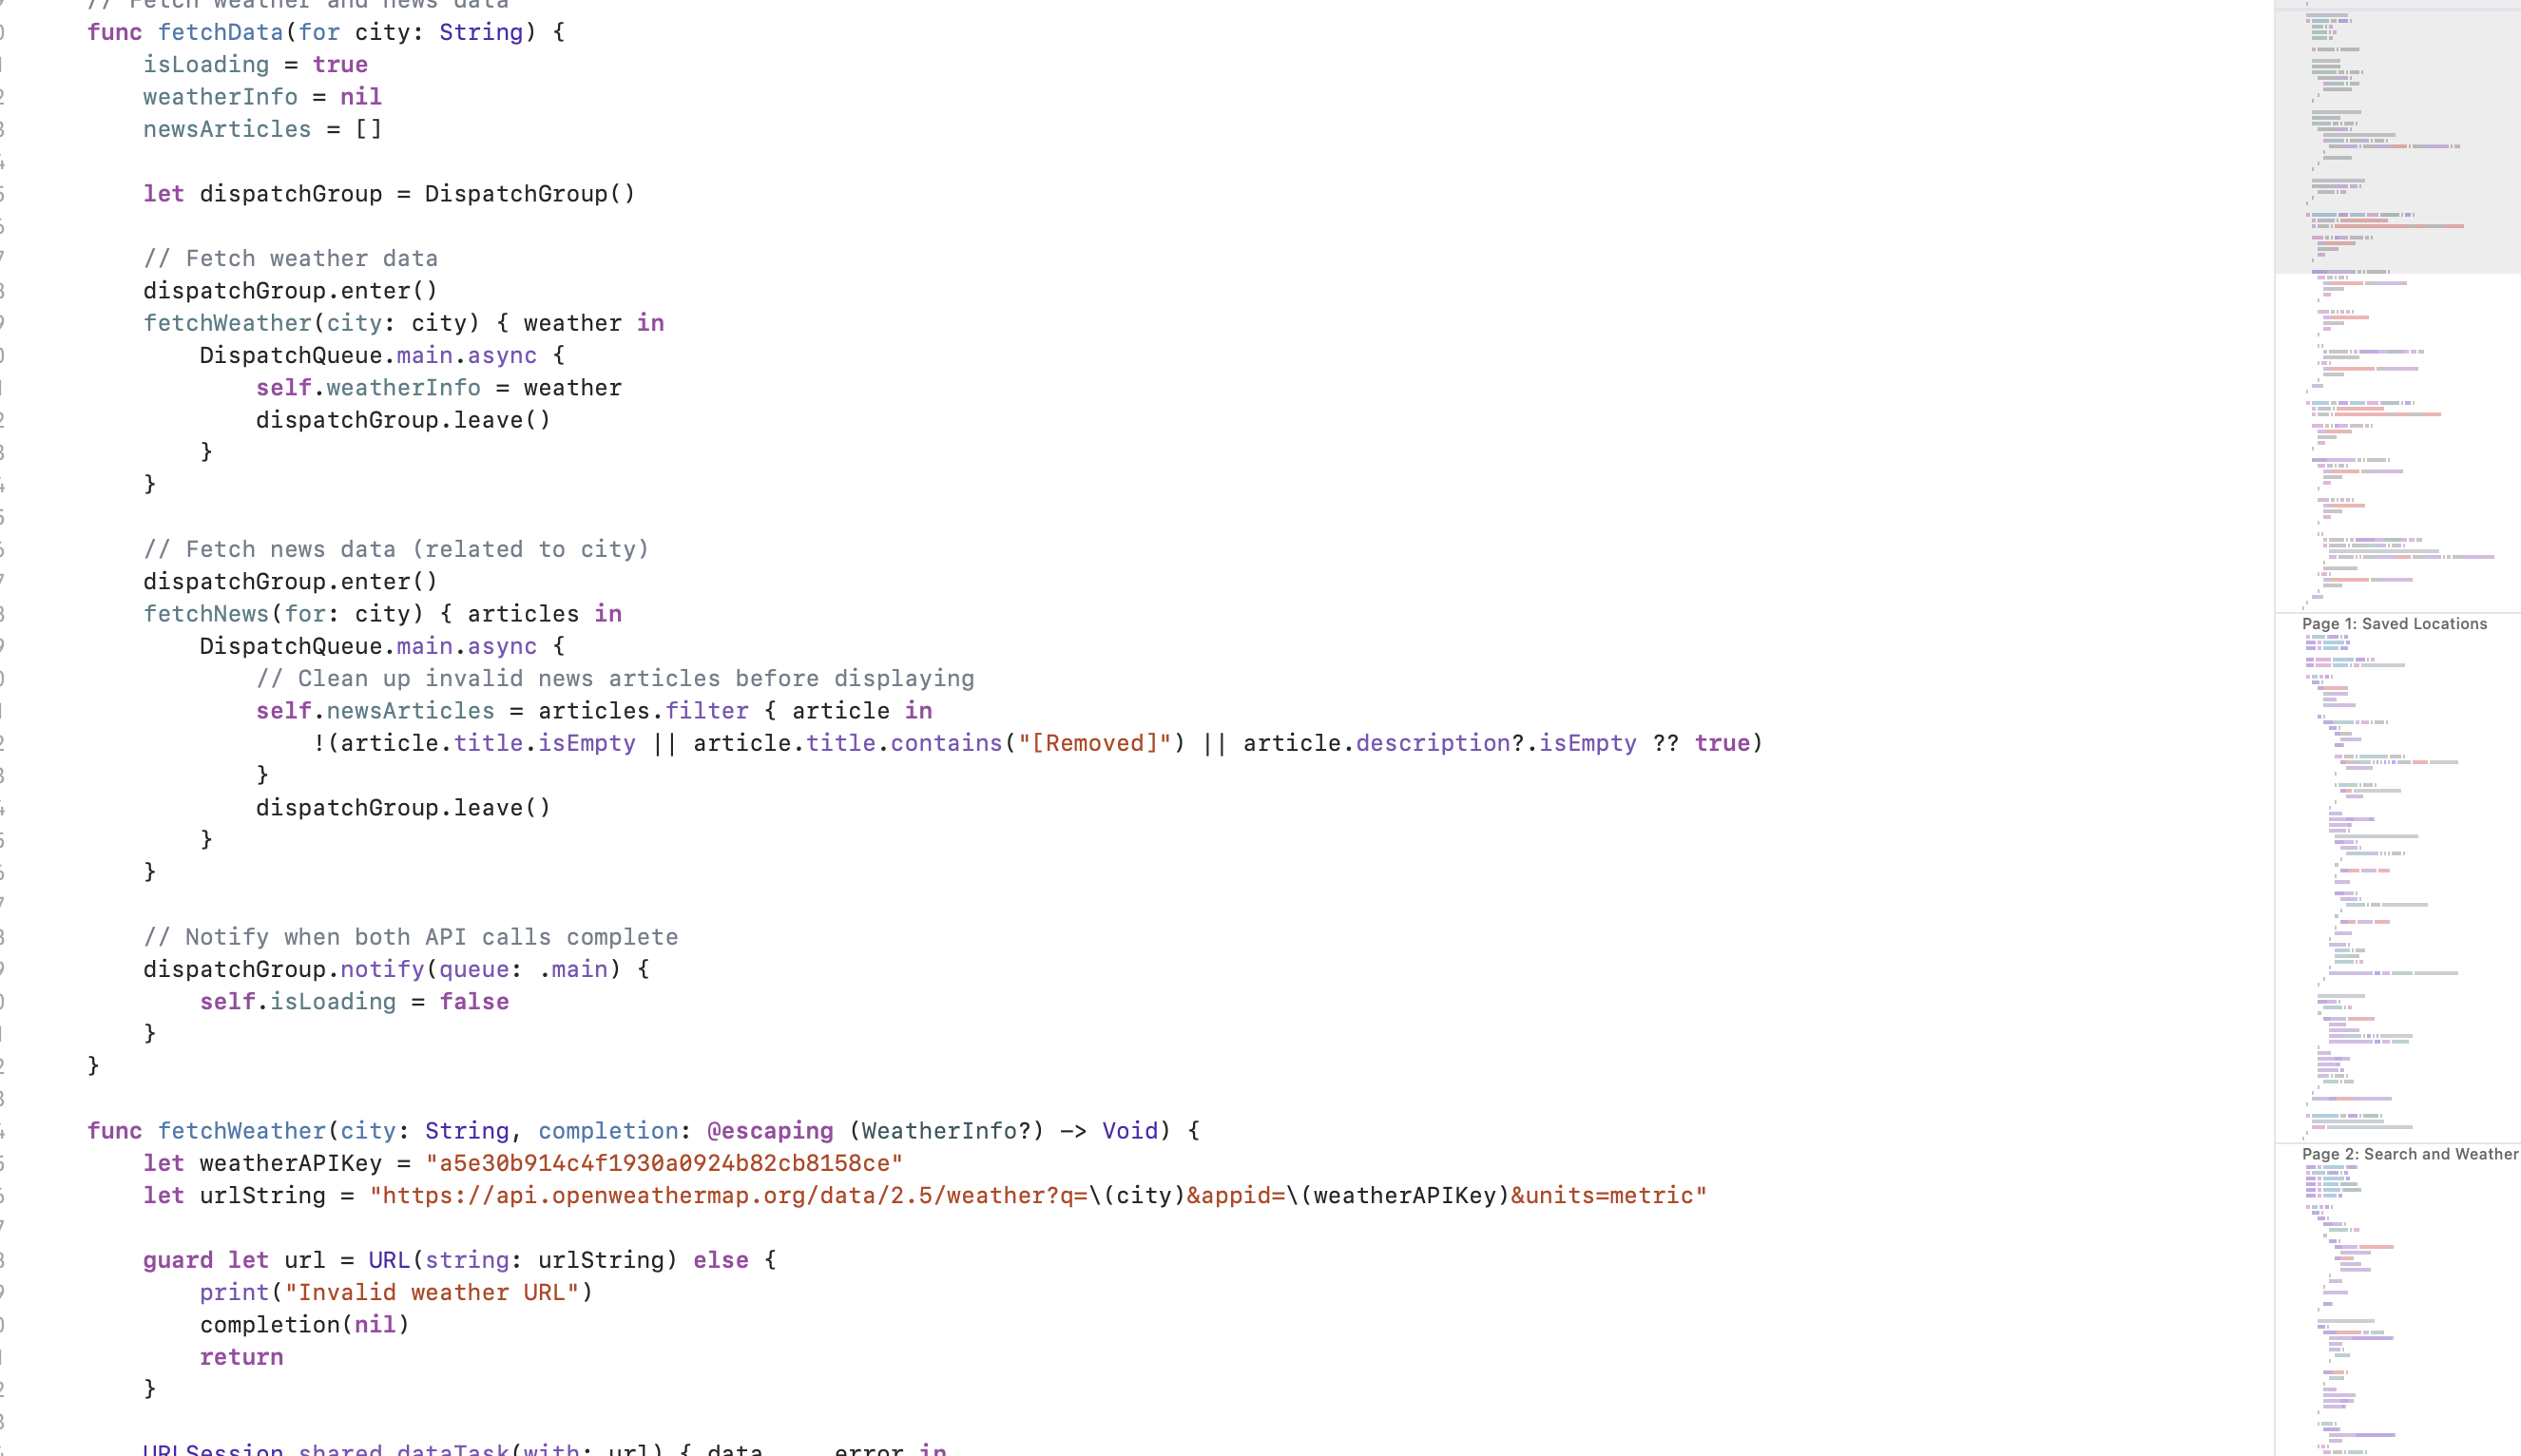 // Fetch weather and news data
func fetchData(for city: String) {
isLoading = true
weatherInfo = nil
newsArticles = []
let dispatchGroup = DispatchGroup()
// Fetch weather data
dispatchGroup.enter()
fetchWeather(city: city) { weather in
DispatchQueue.main.async {
self.weatherInfo = weather
dispatchGroup.leave()
}
}
// Fetch news data (related to city)
dispatchGroup.enter()
fetchNews(for: city) { articles in
DispatchQueue.main.async {
// Clean up invalid news articles before displaying
self.newsArticles = articles.filter { article in
!(article.title.isEmpty || article.title.contains("[Removed]") || article.description?.isEmpty ?? true)
}
dispatchGroup.leave()
}
}
// Notify when both API calls complete
dispatchGroup.notify(queue: .main) {
self.isLoading = false
}
}
func fetchWeather(city: String, completion: @escaping (WeatherInfo?) -> Void) {
let weatherAPIKey = "a5e30b914c4f1930a0924b82cb8158ce"
let urlString = "https://api.openweathermap.org/data/2.5/weather?q=\(city)&appid=\(weatherAPIKey)&units=metric"
guard let url = URL(string: urlString) else {
print("Invalid weather URL")
completion(nil)
return
}
URLSession.shared.dataTask(with: url) { data, _, error in
Page 1: Saved Locations
Page 2: Search and Weather